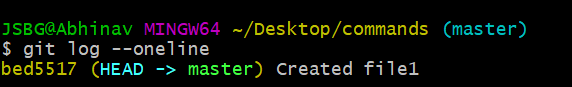 JSBG@Abhinav MINGW64 ~/Desktop/commands (master)
$ git log --oneline
bed5517 (HEAD -> master) Created file1